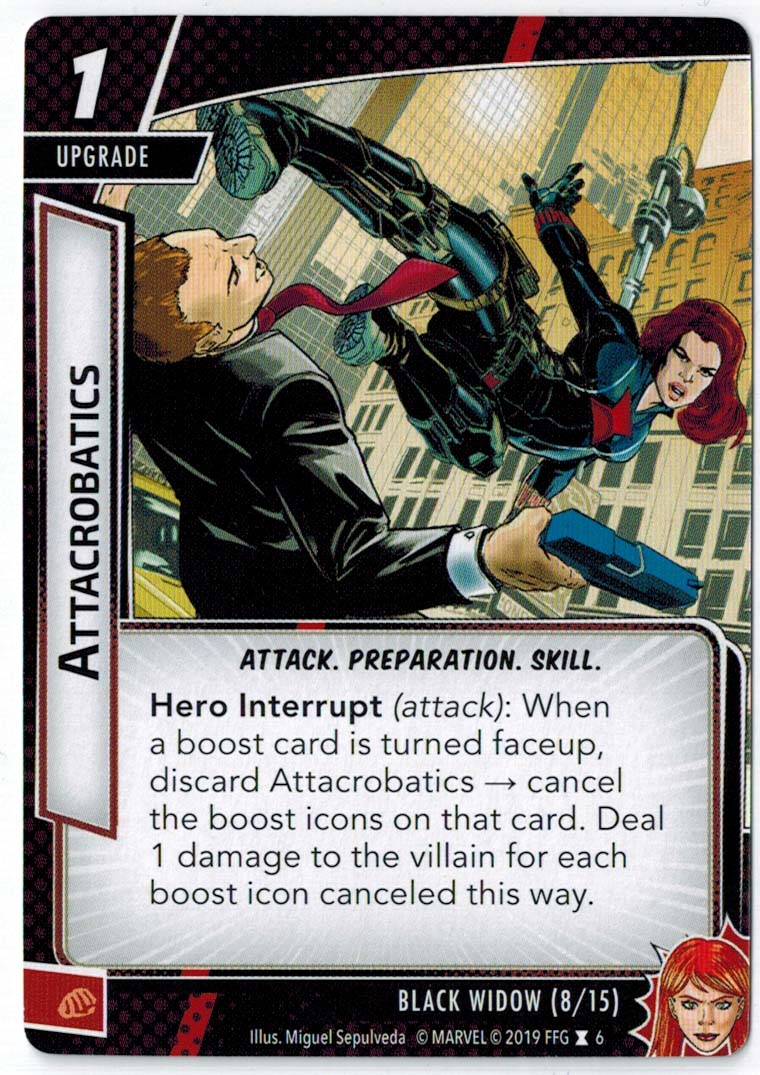 1
UPGRADE
ATTACROBATICS
ATTACK. PREPARATION. SKILL.
Hero Interrupt (attack): When
a boost card is turned faceup,
discard Attacrobatics → cancel
the boost icons on that card. Deal
1 damage to the villain for each
boost icon canceled this way.
BLACK WIDOW (8/15)
Illus. Miguel Sepulveda © MARVEL © 2019 FFG 6